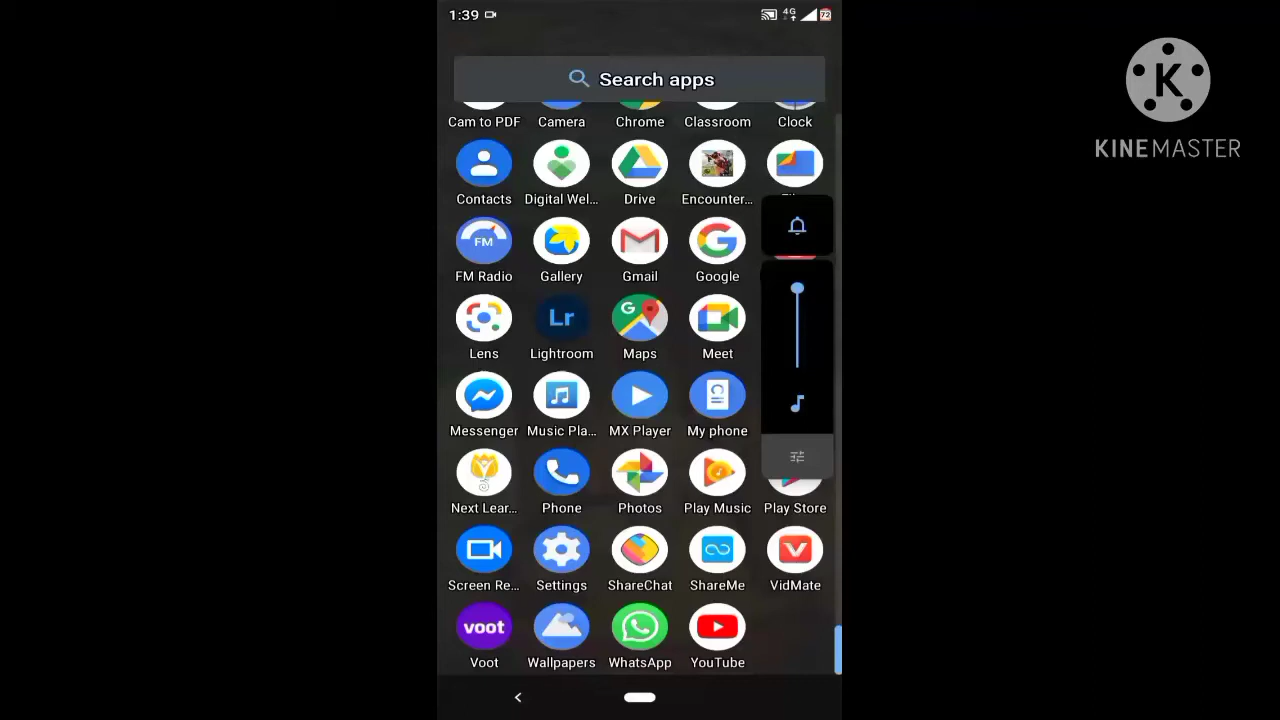 1:39
4G
72
Search apps
K
KINEMASTER
Cam to PDF Camera Chrome Classroom Clock
Contacts Digital Wel... Drive Encounter...
FM
FM Radio Gallery Gmail Google
G
Lr
Lens Lightroom Maps Meet
Messenger Music Pla... MX Player My phone
Next Lear... Phone Photos Play Music Play Store
Screen Re... Settings ShareChat ShareMe VidMate
voot
Voot Wallpapers WhatsApp YouTube